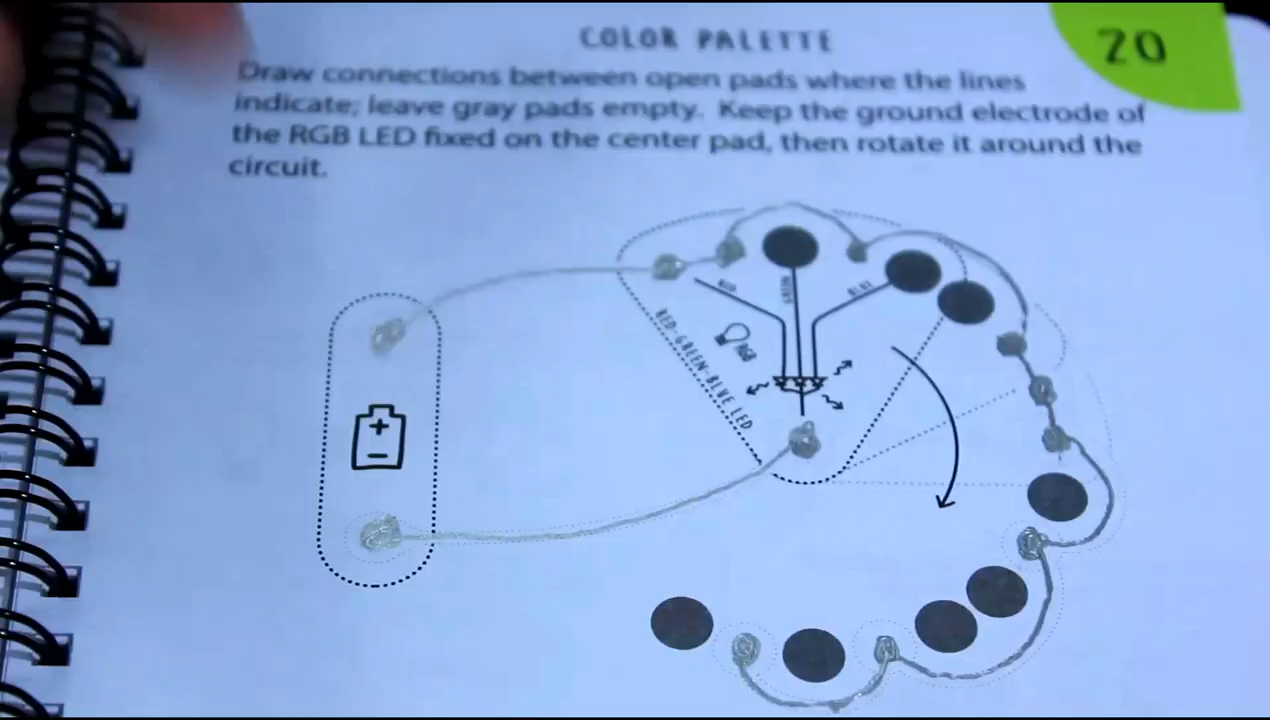 COLOR PALETTE
20
Draw connections between open pads where the lines
indicate; leave gray pads empty. Keep the ground electrode of
the RGB LED fixed on the center pad, then rotate it around the
circuit.
RED
GREEN
BLUE
RGB
RED-GREEN-BLUE LED
+
−